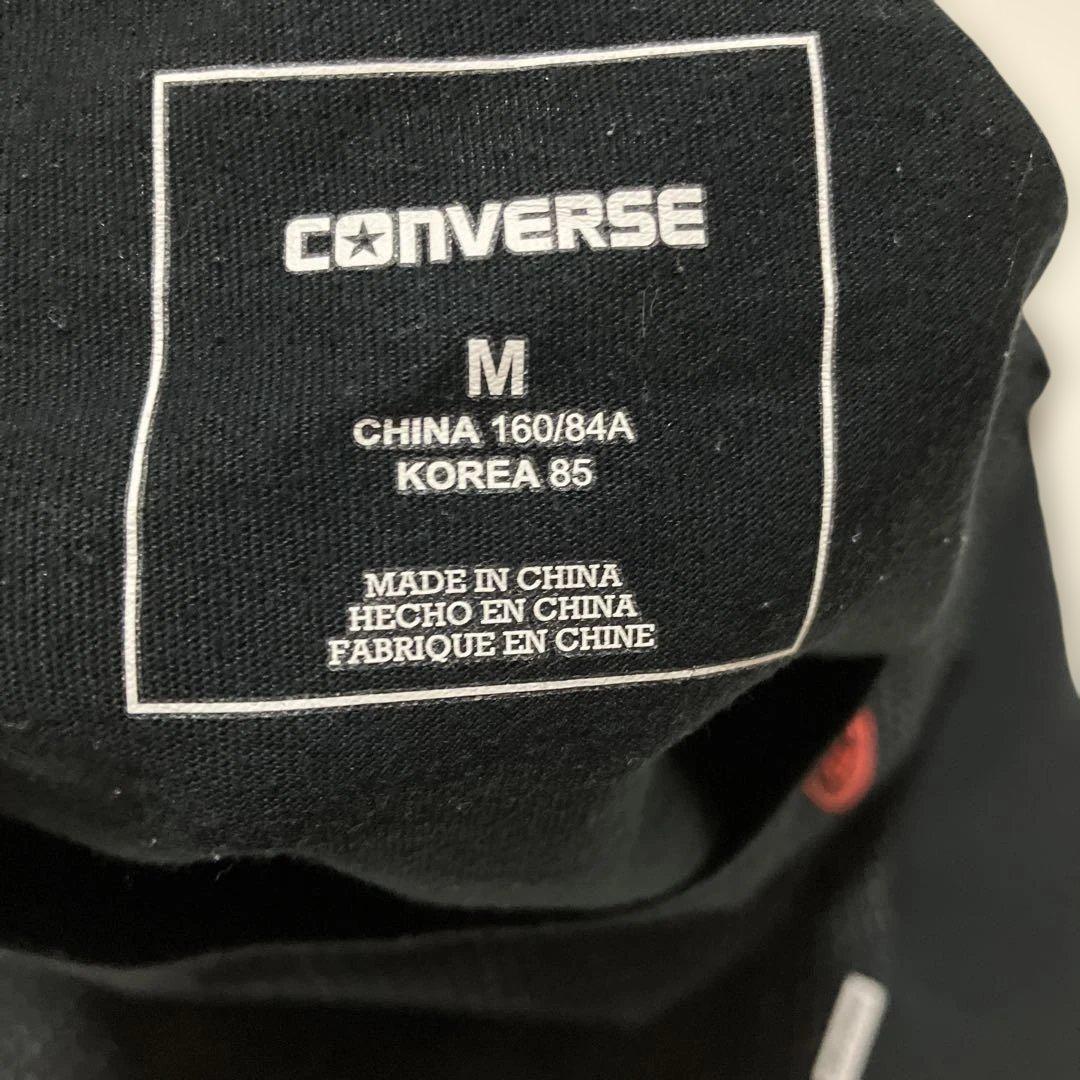 CONVERSE
M
CHINA 160/84A
KOREA 85
MADE IN CHINA
HECHO EN CHINA
FABRIQUE EN CHINE